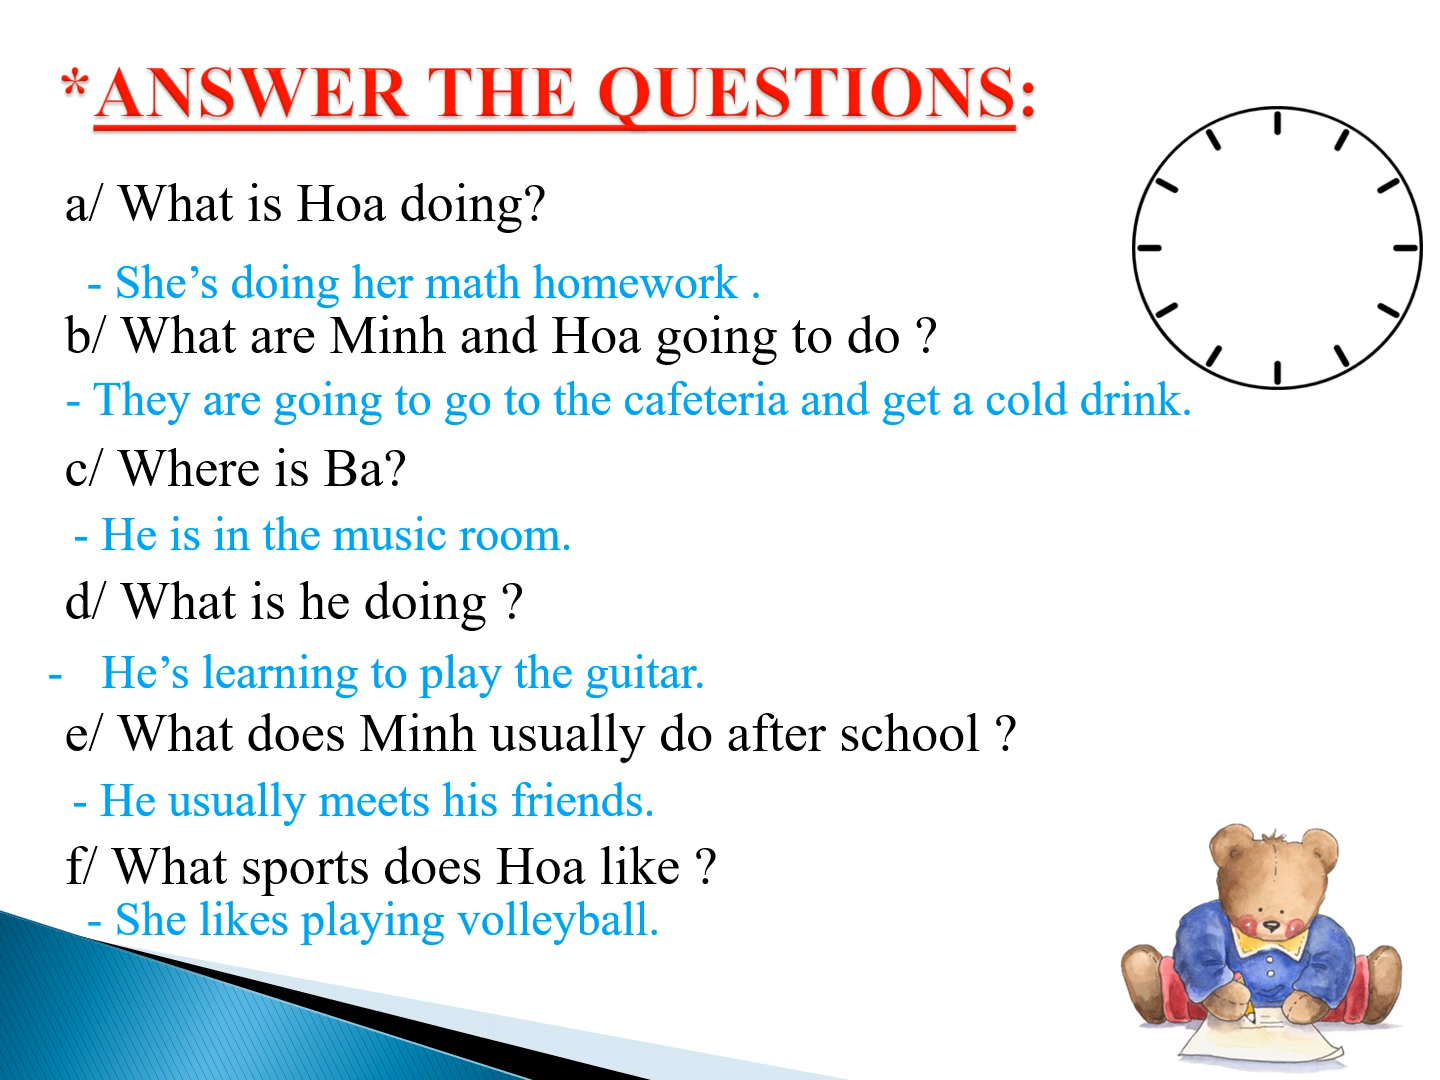 *ANSWER THE QUESTIONS:
a/ What is Hoa doing?
- She’s doing her math homework .
b/ What are Minh and Hoa going to do ?
- They are going to go to the cafeteria and get a cold drink.
c/ Where is Ba?
- He is in the music room.
d/ What is he doing ?
- He’s learning to play the guitar.
e/ What does Minh usually do after school ?
- He usually meets his friends.
f/ What sports does Hoa like ?
- She likes playing volleyball.